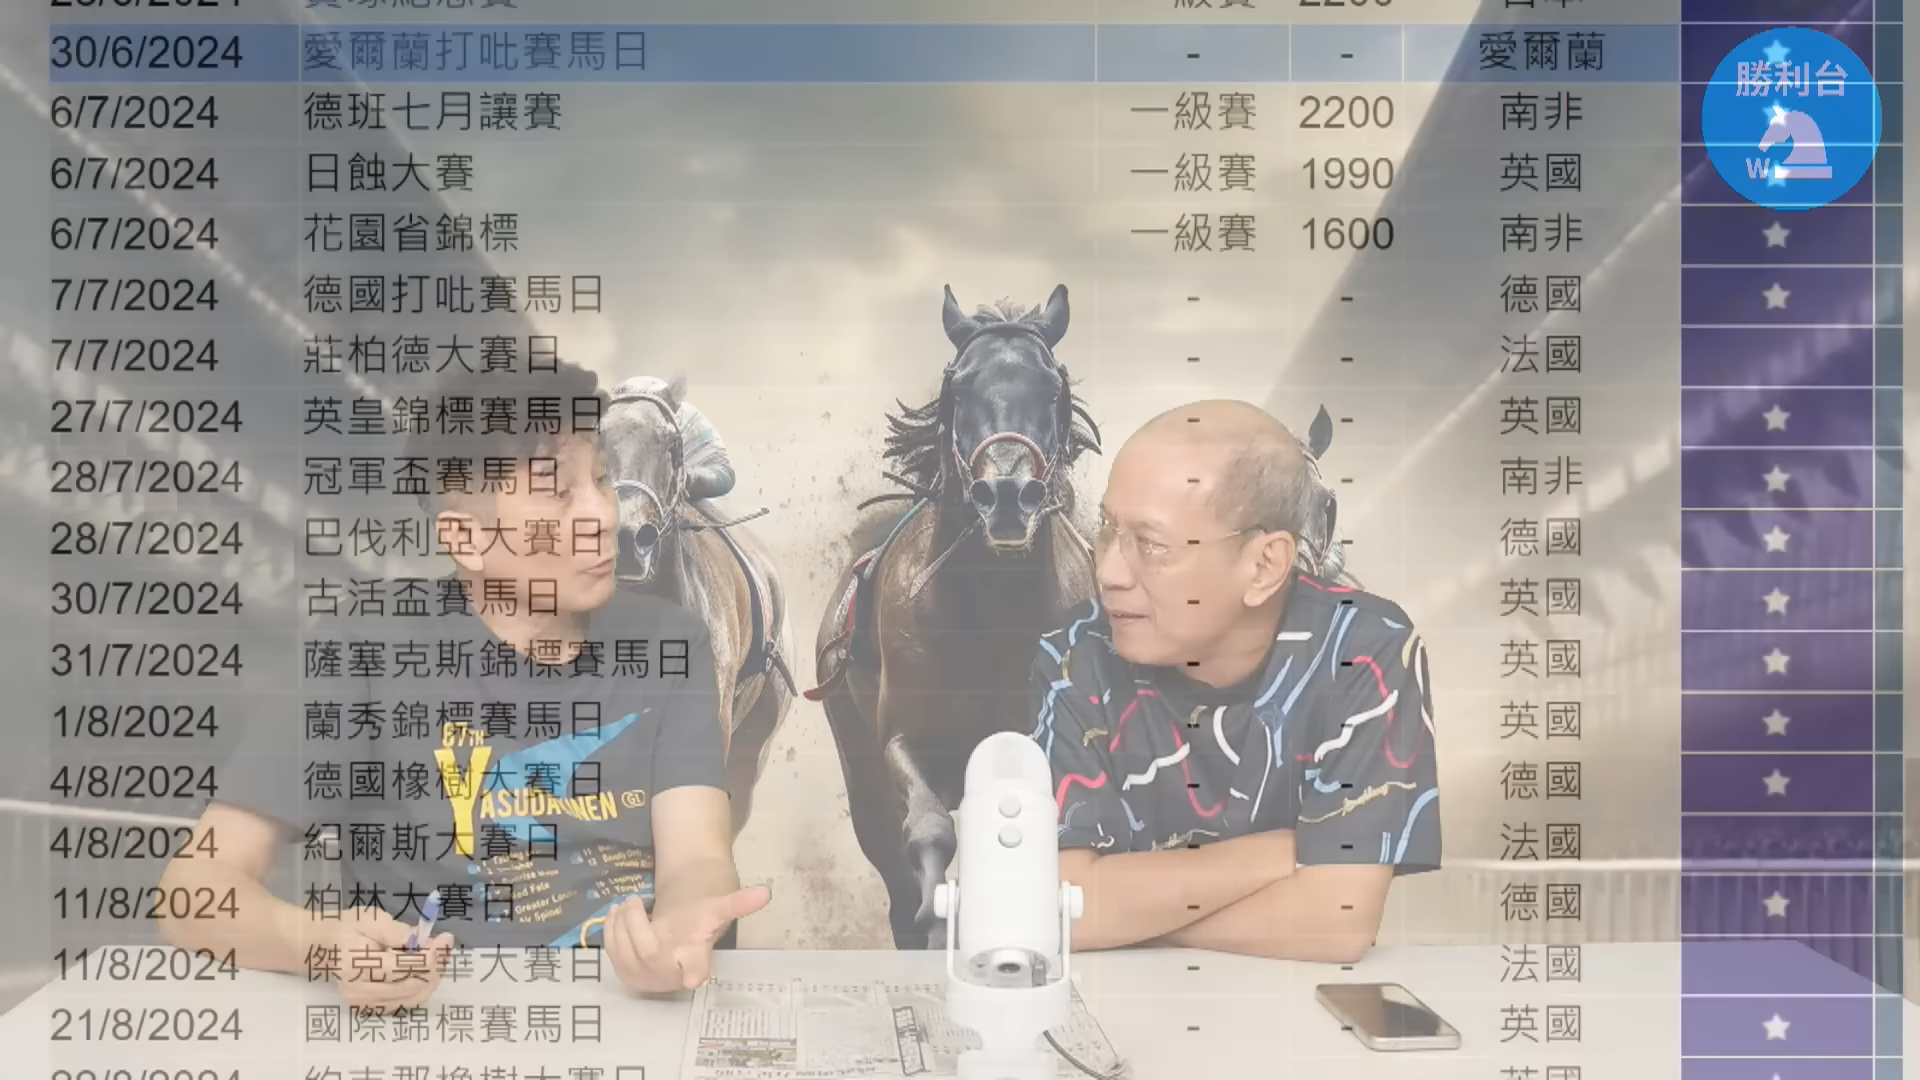 30/6/2024 愛爾蘭打吡賽馬日 - - 愛爾蘭
勝利台
6/7/2024 德班七月讓賽 一級賽 2200 南非
W
6/7/2024 日蝕大賽 一級賽 1990 英國
6/7/2024 花園省錦標 一級賽 1600 南非
7/7/2024 德國打吡賽馬日 - - 德國
7/7/2024 莊柏德大賽日 - - 法國
27/7/2024 英皇錦標賽馬日 - - 英國
28/7/2024 冠軍盃賽馬日 - - 南非
28/7/2024 巴伐利亞大賽日 - - 德國
30/7/2024 古活盃賽馬日 - - 英國
31/7/2024 薩塞克斯錦標賽馬日 - - 英國
1/8/2024 蘭秀錦標賽馬日 - - 英國
67TH
4/8/2024 德國橡樹大賽日 - - 德國
YASUDA KINEN G1
4/8/2024 紀爾斯大賽日 - - 法國
11/8/2024 柏林大賽日 - - 德國
11/8/2024 傑克莫華大賽日 - - 法國
21/8/2024 國際錦標賽馬日 - - 英國